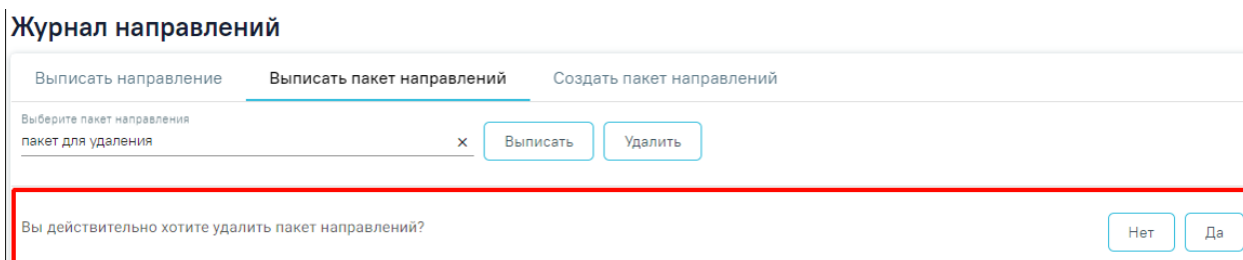 Журнал направлений
Выписать направление Выписать пакет направлений Создать пакет направлений
Выберите пакет направления
пакет для удаления × Выписать Удалить
Вы действительно хотите удалить пакет направлений? Нет Да